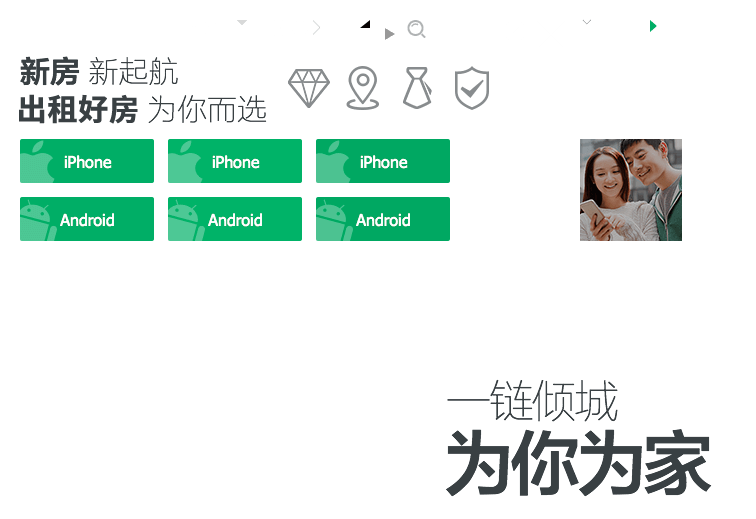 新房 新起航
出租好房 为你而选
iPhone iPhone iPhone
Android Android Android
一链倾城
为你为家